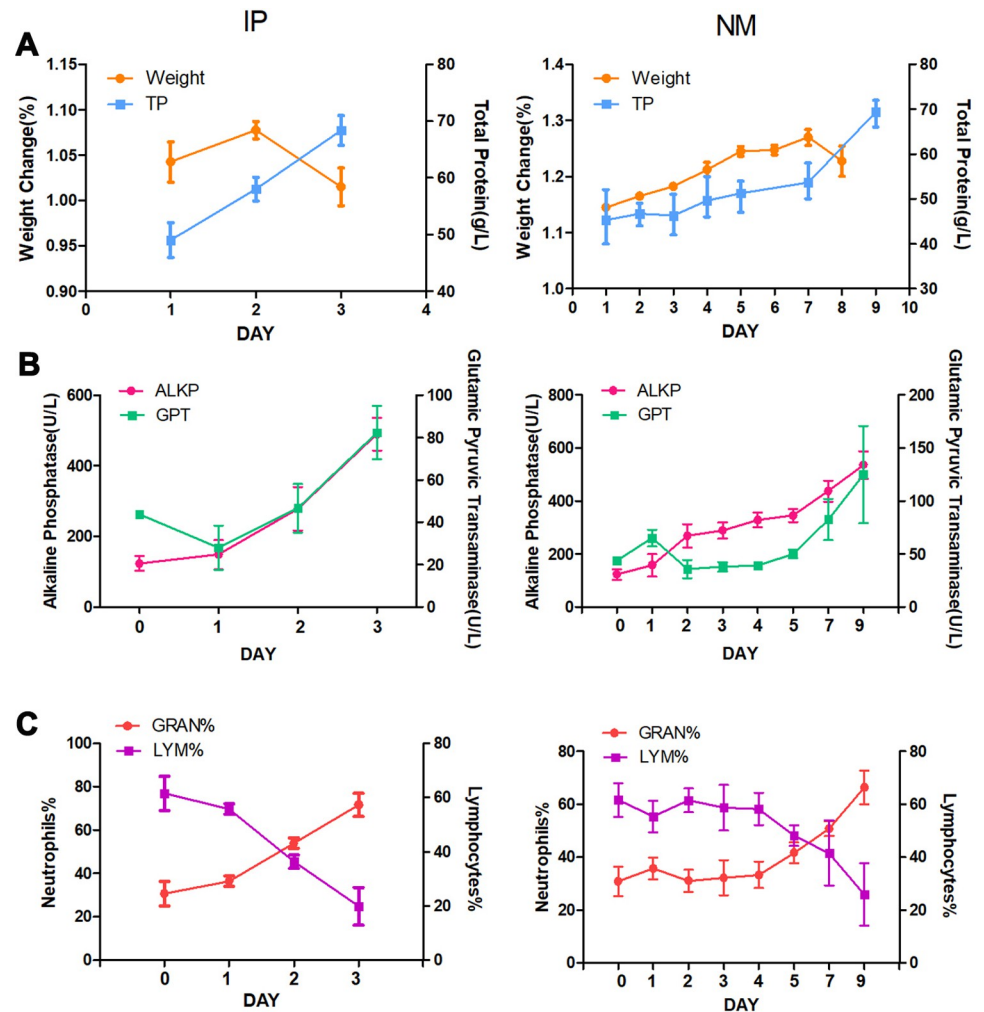 IP
NM
A
1.15
1.10
1.05
1.00
0.95
0.90
Weight Change(%)
Weight
TP
80
70
60
50
40
Total Protein(g/L)
0 1 2 3 4
DAY
1.4
1.3
1.2
1.1
1.0
Weight Change(%)
Weight
TP
80
70
60
50
40
30
Total Protein(g/L)
0 1 2 3 4 5 6 7 8 9 10
DAY
B
600
400
200
0
Alkaline Phosphatase(U/L)
ALKP
GPT
100
80
60
40
20
0
Glutamic Pyruvic Transaminase(U/L)
0 1 2 3
DAY
800
600
400
200
0
Alkaline Phosphatase(U/L)
ALKP
GPT
200
150
100
50
0
Glutamic Pyruvic Transaminase(U/L)
0 1 2 3 4 5 7 9
DAY
C
100
80
60
40
20
0
Neutrophils%
GRAN%
LYM%
80
60
40
20
0
Lymphocytes%
0 1 2 3
DAY
80
60
40
20
0
Neutrophils%
GRAN%
LYM%
80
60
40
20
0
Lymphocytes%
0 1 2 3 4 5 7 9
DAY